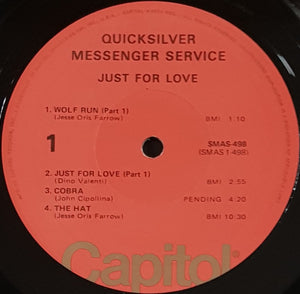 QUICKSILVER
MESSENGER SERVICE
JUST FOR LOVE
1. WOLF RUN (Part 1)
(Jesse Oris Farrow) BMI 1:10
1
SMAS-498
(SMAS 1-498)
2. JUST FOR LOVE (Part 1)
(Dino Valenti) BMI 2:55
3. COBRA
(John Cipollina) PENDING 4:20
4. THE HAT
(Jesse Oris Farrow) BMI 10:30
Capitol